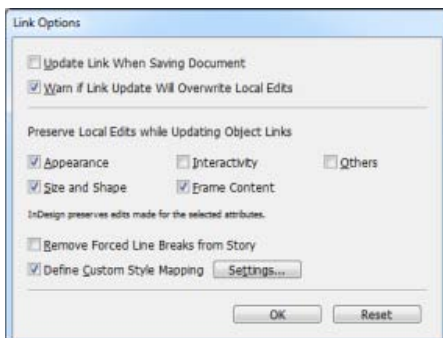 Link Options
Update Link When Saving Document
Warn if Link Update Will Overwrite Local Edits
Preserve Local Edits while Updating Object Links
Appearance Interactivity Others
Size and Shape Frame Content
InDesign preserves edits made for the selected attributes.
Remove Forced Line Breaks from Story
Define Custom Style Mapping Settings...
OK Reset